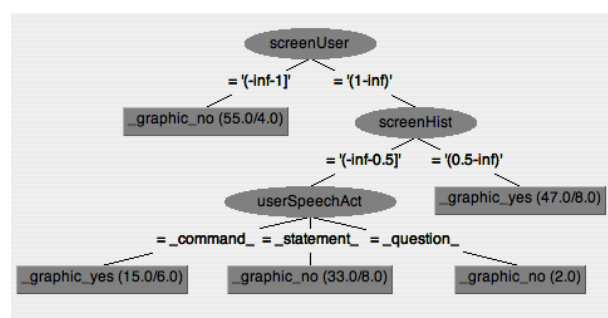 screenUser
= '(-inf-1]' = '(1-inf)'
_graphic_no (55.0/4.0)
screenHist
= '(-inf-0.5]' = '(0.5-inf)'
userSpeechAct
_graphic_yes (47.0/8.0)
= _command_ = _statement_ = _question_
_graphic_yes (15.0/6.0) _graphic_no (33.0/8.0) _graphic_no (2.0)